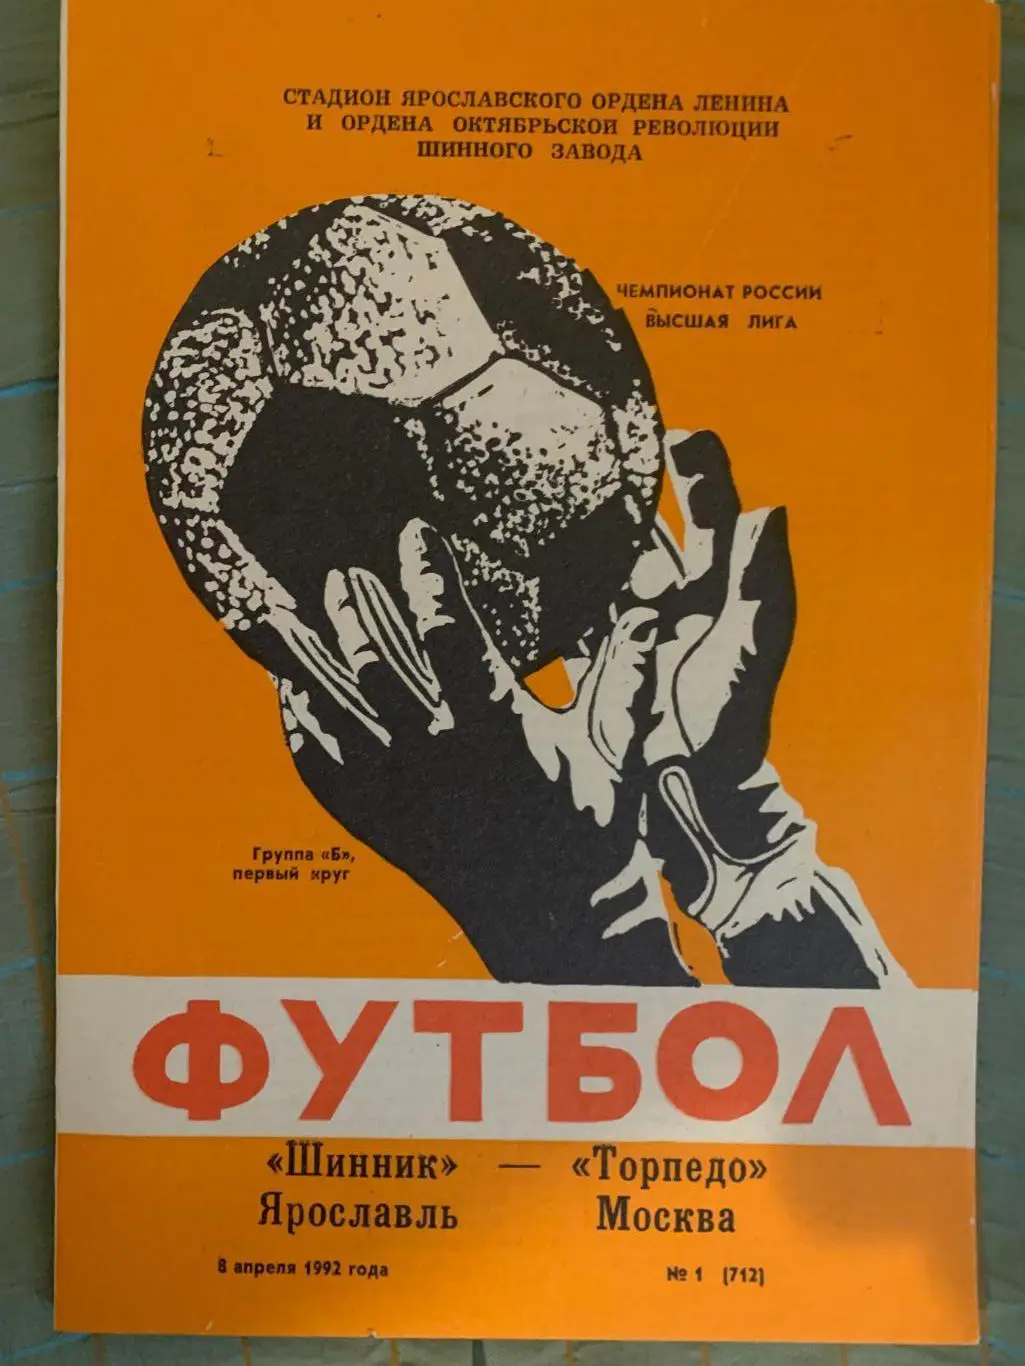 СТАДИОН ЯРОСЛАВСКОГО ОРДЕНА ЛЕНИНА
И ОРДЕНА ОКТЯБРЬСКОЙ РЕВОЛЮЦИИ
ШИННОГО ЗАВОДА
ЧЕМПИОНАТ РОССИИ
ВЫСШАЯ ЛИГА
Группа «Б»,
первый круг
ФУТБОЛ
«Шинник» — «Торпедо»
Ярославль Москва
8 апреля 1992 года № 1 (712)